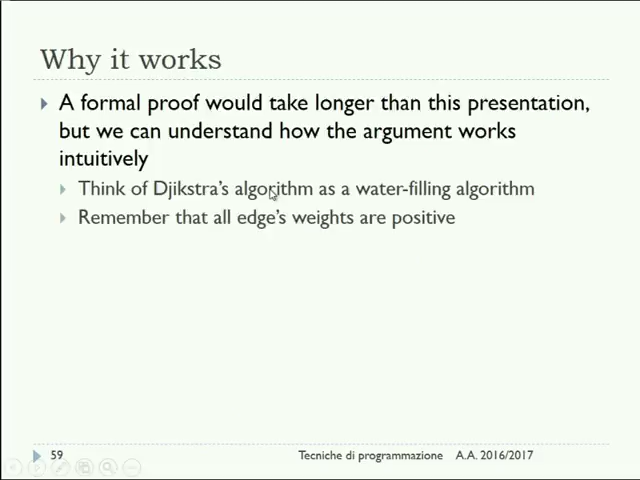 Why it works
A formal proof would take longer than this presentation,
but we can understand how the argument works
intuitively
Think of Djikstra's algorithm as a water-filling algorithm
Remember that all edge's weights are positive
59
Tecniche di programmazione A.A. 2016/2017